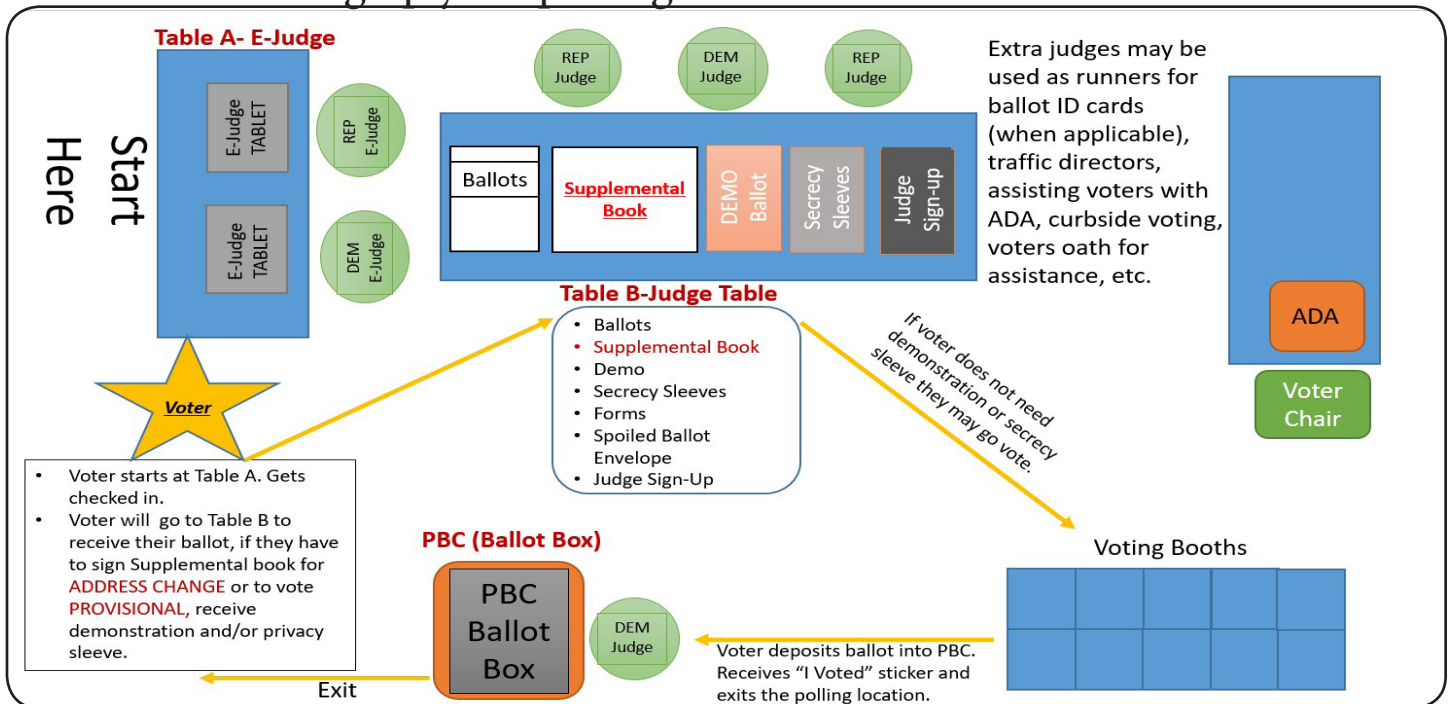 Table A- E-Judge
Start
Here
E-Judge
TABLET
E-Judge
TABLET
REP
E-Judge
DEM
E-Judge
REP
Judge
DEM
Judge
REP
Judge
Ballots
Supplemental
Book
DEMO
Ballot
Secrecy
Sleeves
Judge
Sign-up
Table B-Judge Table
• Ballots
• Supplemental Book
• Demo
• Secrecy Sleeves
• Forms
• Spoiled Ballot
Envelope
• Judge Sign-Up
Extra judges may be
used as runners for
ballot ID cards
(when applicable),
traffic directors,
assisting voters with
ADA, curbside voting,
voters oath for
assistance, etc.
ADA
Voter
Chair
Voter
• Voter starts at Table A. Gets
checked in.
• Voter will go to Table B to
receive their ballot, if they have
to sign Supplemental book for
ADDRESS CHANGE or to vote
PROVISIONAL, receive
demonstration and/or privacy
sleeve.
If voter does not need
demonstration or secrecy
sleeve they may go vote.
Voting Booths
PBC (Ballot Box)
PBC
Ballot
Box
DEM
Judge
Voter deposits ballot into PBC.
Receives “I Voted” sticker and
exits the polling location.
Exit